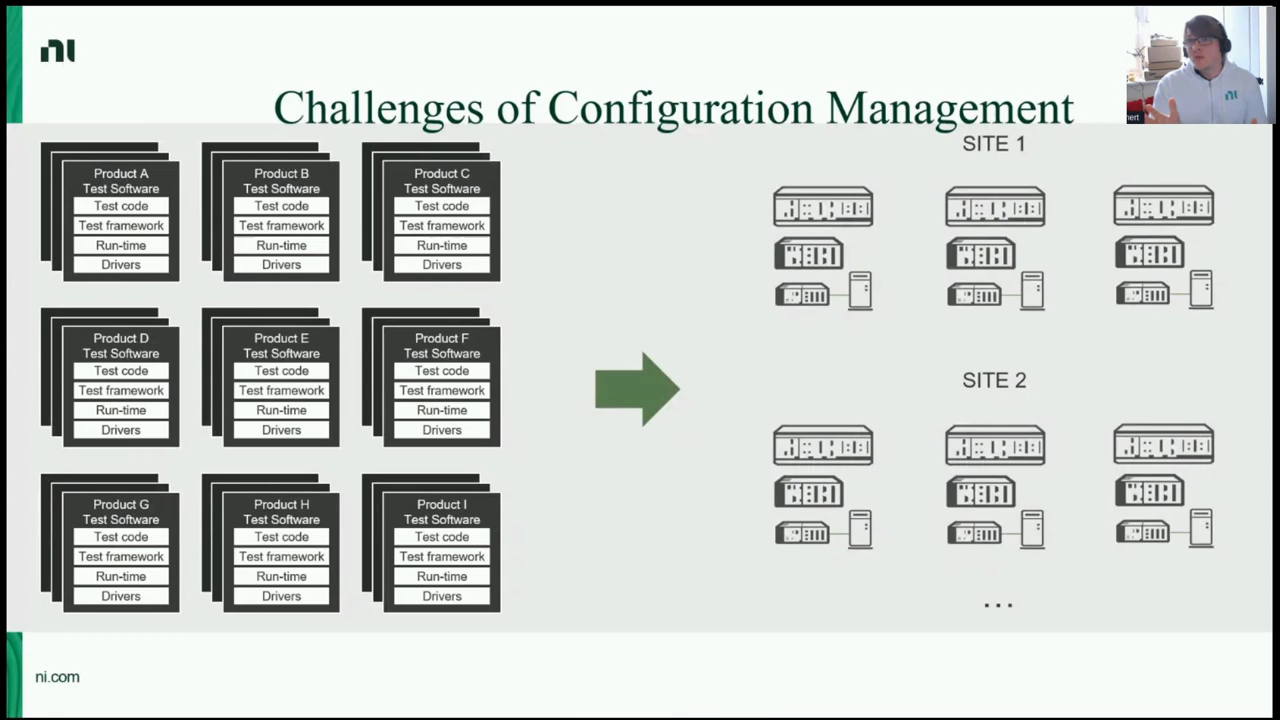 ni
Challenges of Configuration Management
Product A
Test Software
Test code
Test framework
Run-time
Drivers
Product B
Test Software
Test code
Test framework
Run-time
Drivers
Product C
Test Software
Test code
Test framework
Run-time
Drivers
Product D
Test Software
Test code
Test framework
Run-time
Drivers
Product E
Test Software
Test code
Test framework
Run-time
Drivers
Product F
Test Software
Test code
Test framework
Run-time
Drivers
Product G
Test Software
Test code
Test framework
Run-time
Drivers
Product H
Test Software
Test code
Test framework
Run-time
Drivers
Product I
Test Software
Test code
Test framework
Run-time
Drivers
SITE 1
SITE 2
...
ni.com
ni